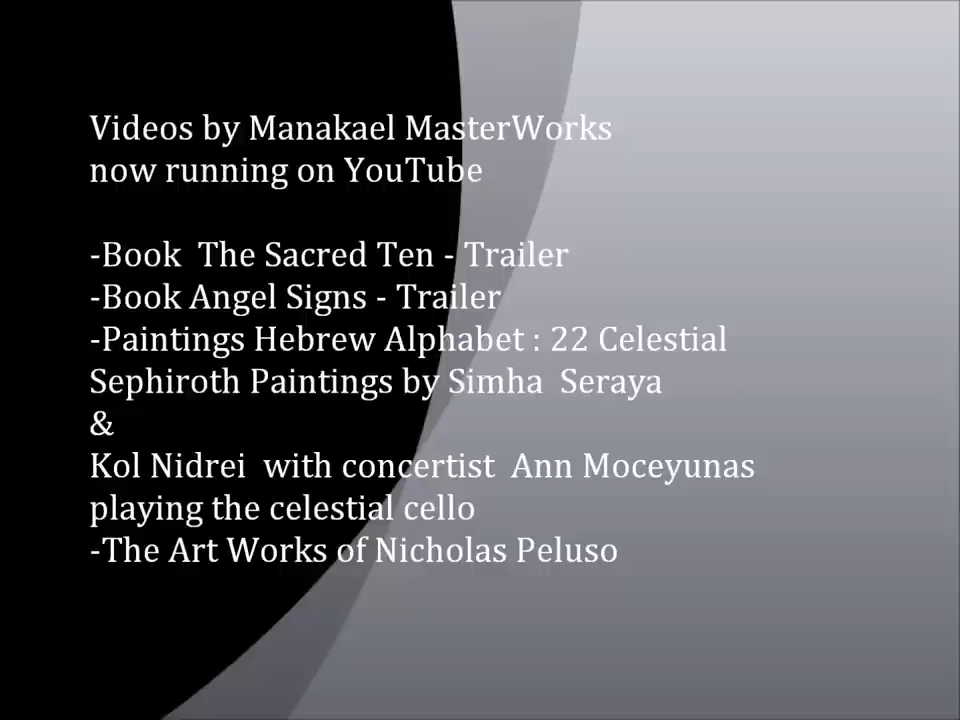 Videos by Manakael MasterWorks
now running on YouTube
-Book  The Sacred Ten - Trailer
-Book Angel Signs - Trailer
-Paintings Hebrew Alphabet : 22 Celestial
Sephiroth Paintings by Simha  Seraya
&
Kol Nidrei  with concertist  Ann Moceyunas
playing the celestial cello
-The Art Works of Nicholas Peluso